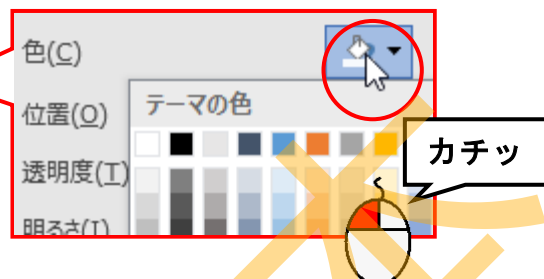 色(C)
位置(O)
テーマの色
透明度(T)
明るさ(I)
カチッ